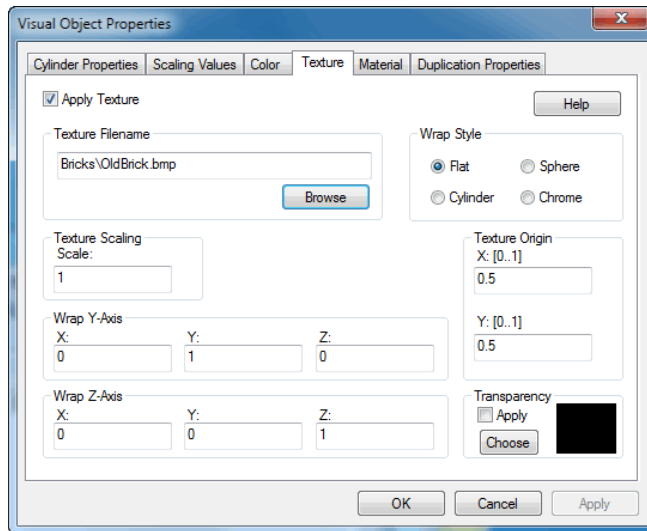 Visual Object Properties
Cylinder Properties Scaling Values Color Texture Material Duplication Properties
Apply Texture
Help
Texture Filename
Bricks\OldBrick.bmp
Browse
Wrap Style
Flat Sphere
Cylinder Chrome
Texture Scaling
Scale:
1
Texture Origin
X: [0..1]
0.5
Y: [0..1]
0.5
Wrap Y-Axis
X: Y: Z:
0 1 0
Wrap Z-Axis
X: Y: Z:
0 0 1
Transparency
Apply
Choose
OK Cancel Apply